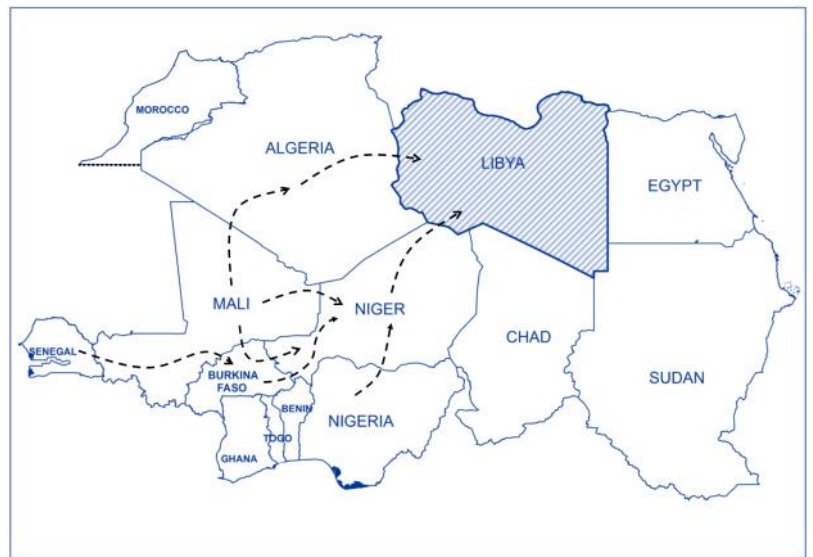 MOROCCO
ALGERIA
LIBYA
EGYPT
MALI
NIGER
CHAD
SUDAN
SENEGAL
BURKINA
FASO
BENIN
NIGERIA
TOGO
GHANA